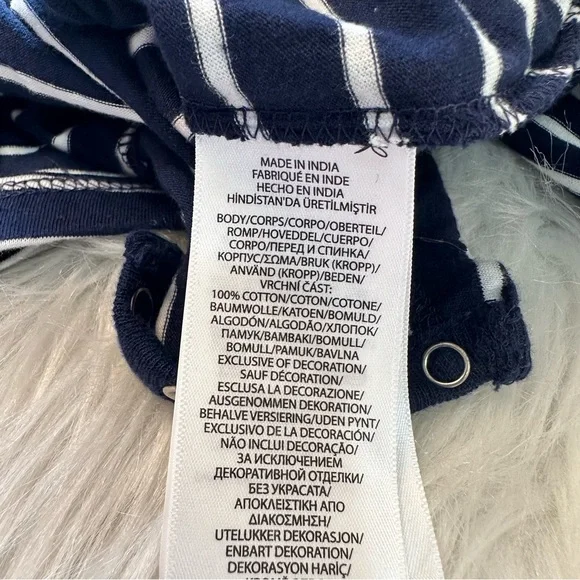 MADE IN INDIA
FABRIQUÉ EN INDE
HECHO EN INDIA
HİNDİSTAN'DA ÜRETİLMİŞTİR
BODY/CORPS/CORPO/OBERTEIL/
ROMP/HOVEDDEL/CUERPO/
CORPO/ПЕРЕД И СПИНКА/
КОРПУС/ΣΩΜΑ/BRUK (KROPP)/
ANVÄND (KROPP)/BEDEN/
VRCHNÍ ČÁST:
100% COTTON/COTON/COTONE/
BAUMWOLLE/KATOEN/BOMULD/
ALGODÓN/ALGODÃO/ХЛОПОК/
ПАМУК/ΒΑΜΒΑΚΙ/BOMULL/
BOMULL/PAMUK/BAVLNA
EXCLUSIVE OF DECORATION/
SAUF DÉCORATION/
ESCLUSA LA DECORAZIONE/
AUSGENOMMEN DEKORATION/
BEHALVE VERSIERING/UDEN PYNT/
EXCLUSIVO DE LA DECORACIÓN/
NÃO INCLUI DECORAÇÃO/
ЗА ИСКЛЮЧЕНИЕМ
ДЕКОРАТИВНОЙ ОТДЕЛКИ/
БЕЗ УКРАСАТА/
ΑΠΟΚΛΕΙΣΤΙΚΗ ΑΠΟ
ΔΙΑΚΟΣΜΗΣΗ/
UTELUKKER DEKORASJON/
ENBART DEKORATION/
DEKORASYON HARİÇ/